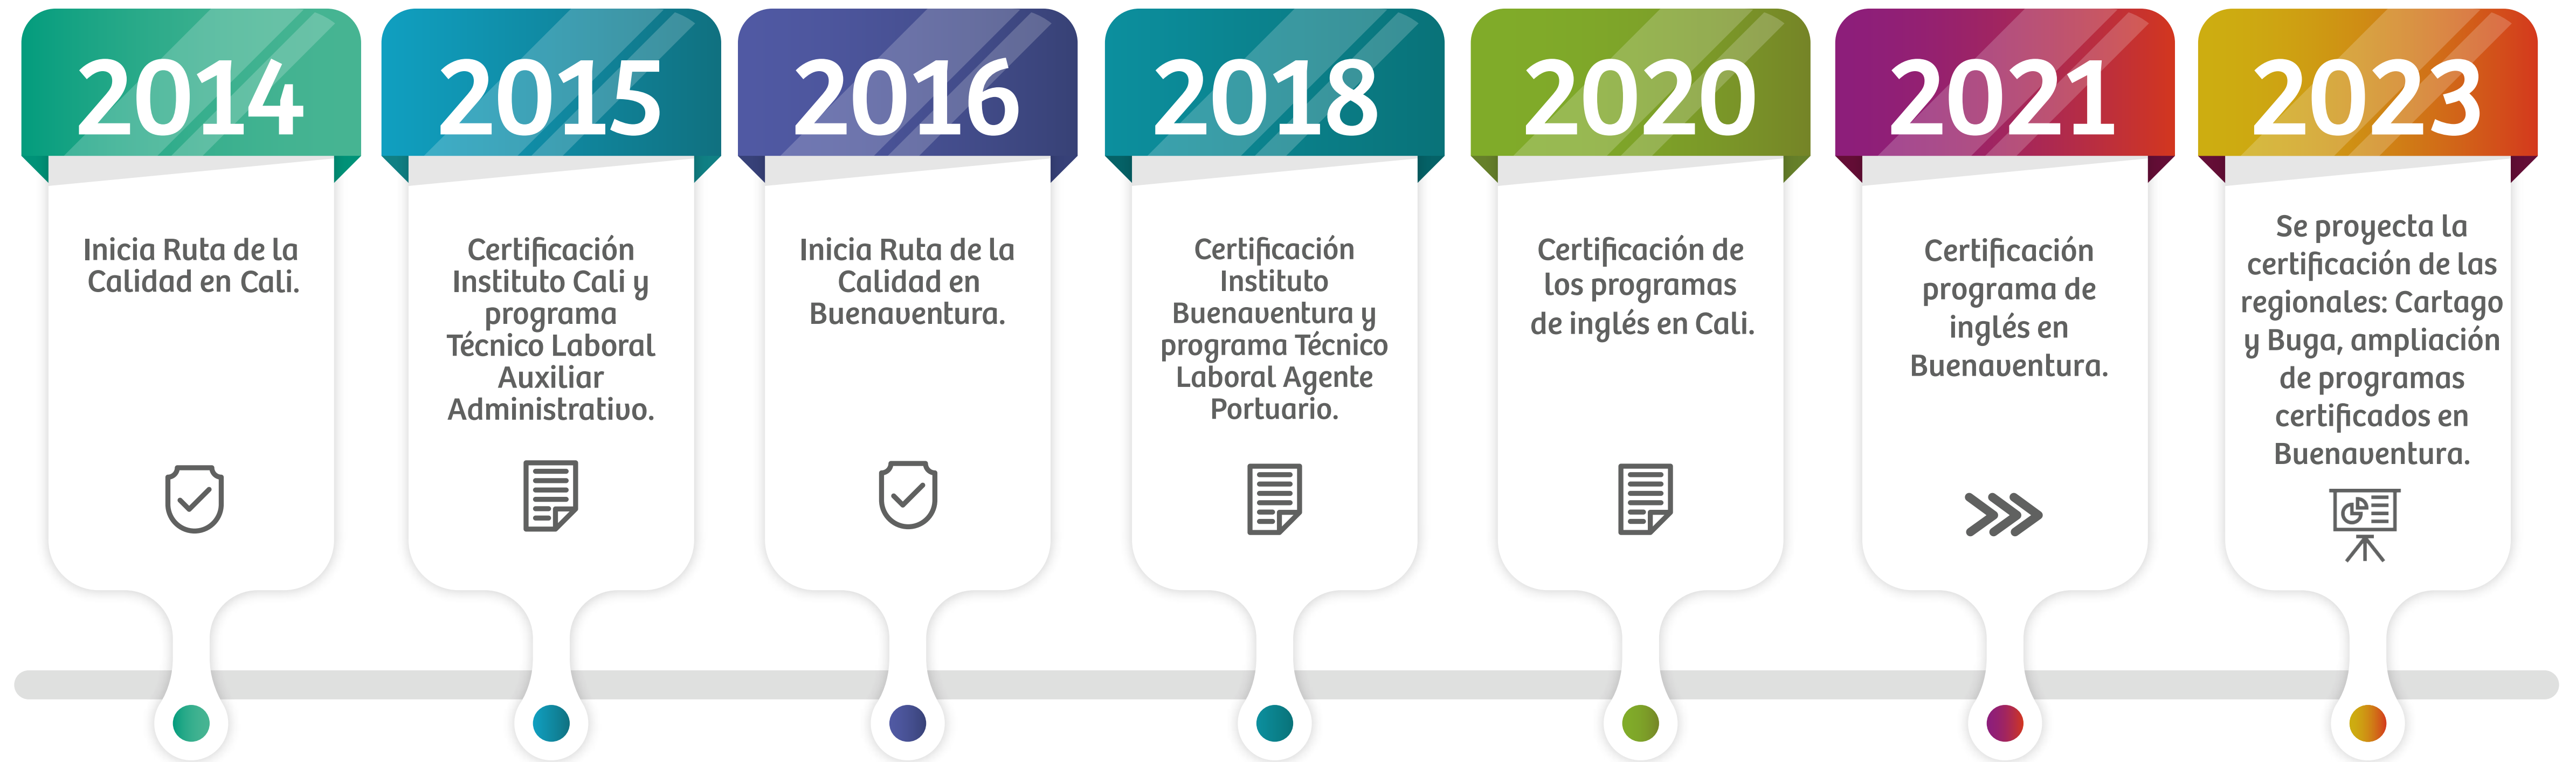 2014
Inicia Ruta de la
Calidad en Cali.
2015
Certificación
Instituto Cali y
programa
Técnico Laboral
Auxiliar
Administrativo.
2016
Inicia Ruta de la
Calidad en
Buenaventura.
2018
Certificación
Instituto
Buenaventura y
programa Técnico
Laboral Agente
Portuario.
2020
Certificación de
los programas
de inglés en Cali.
2021
Certificación
programa de
inglés en
Buenaventura.
2023
Se proyecta la
certificación de las
regionales: Cartago
y Buga, ampliación
de programas
certificados en
Buenaventura.